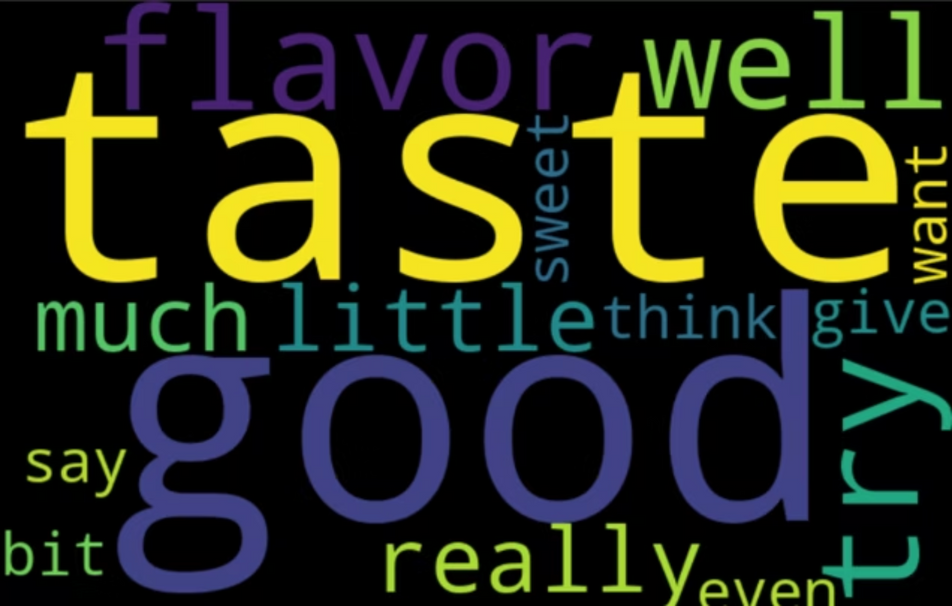 flavor well
taste
sweet
want
much little think give
good
try
say
bit
really
even